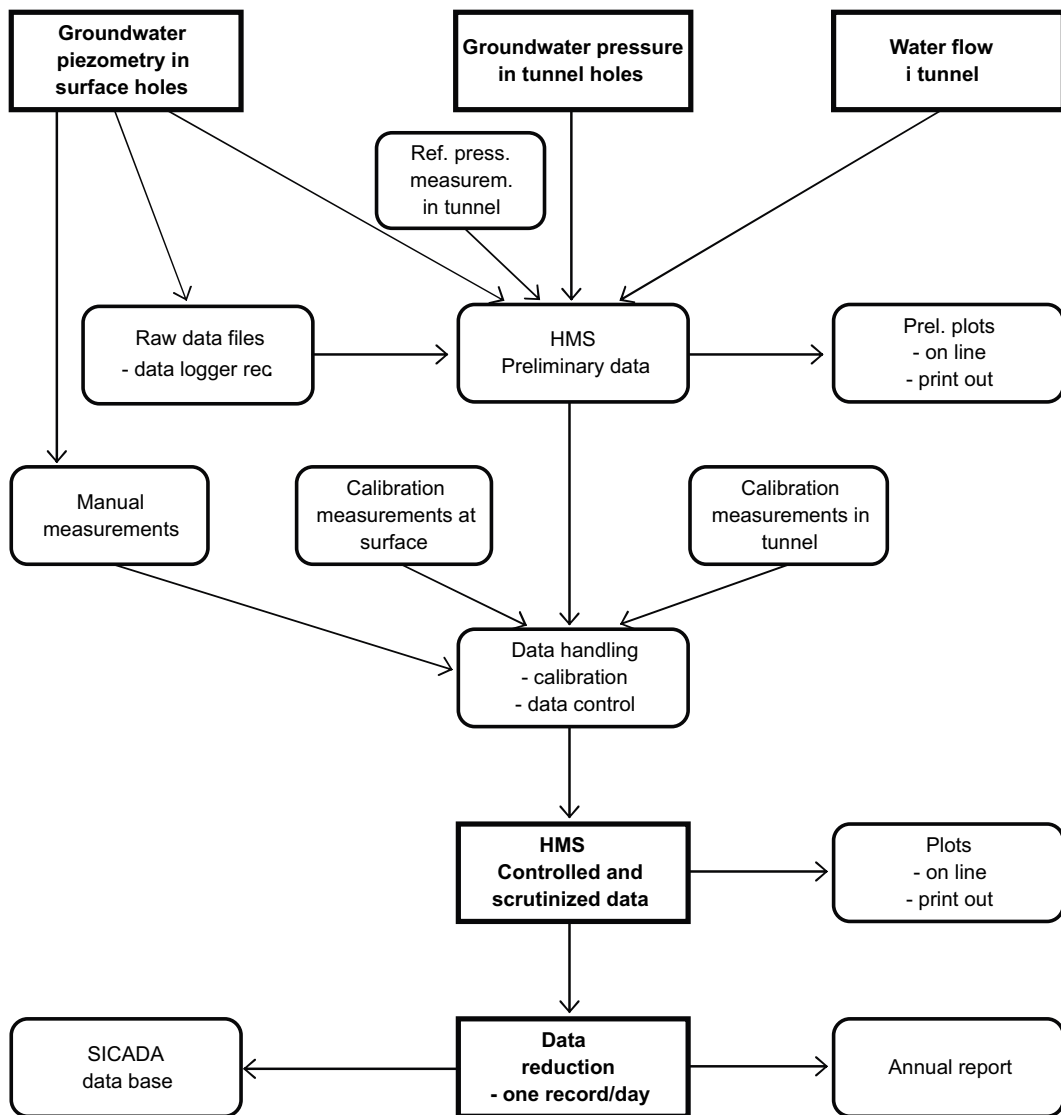 Groundwater
piezometry in
surface holes
Groundwater pressure
in tunnel holes
Water flow
i tunnel
Ref. press.
measurem.
in tunnel
Raw data files
- data logger rec.
HMS
Preliminary data
Prel. plots
- on line
- print out
Manual
measurements
Calibration
measurements at
surface
Calibration
measurements in
tunnel
Data handling
- calibration
- data control
HMS
Controlled and
scrutinized data
Plots
- on line
- print out
SICADA
data base
Data
reduction
- one record/day
Annual report